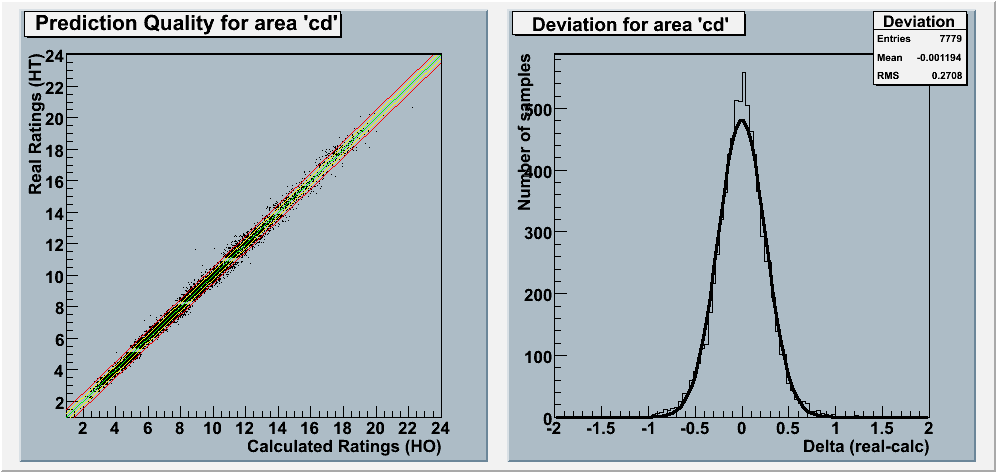 Prediction Quality for area 'cd'
Real Ratings (HT)
24
22
20
18
16
14
12
10
8
6
4
2
2 4 6 8 10 12 14 16 18 20 22 24
Calculated Ratings (HO)
Deviation for area 'cd'
Deviation
Entries 7779
Mean -0.001194
RMS 0.2708
Number of samples
500
400
300
200
100
0
-2 -1.5 -1 -0.5 0 0.5 1 1.5 2
Delta (real-calc)